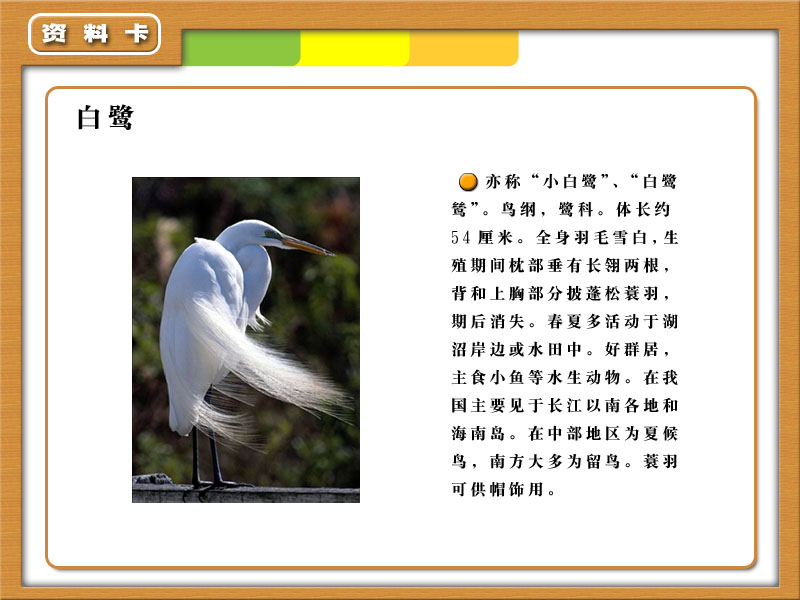 资料卡
白鹭
亦称“小白鹭”、“白鹭
鸶”。鸟纲，鹭科。体长约
54厘米。全身羽毛雪白，生
殖期间枕部垂有长翎两根，
背和上胸部分披蓬松蓑羽，
期后消失。春夏多活动于湖
沼岸边或水田中。好群居，
主食小鱼等水生动物。在我
国主要见于长江以南各地和
海南岛。在中部地区为夏候
鸟，南方大多为留鸟。蓑羽
可供帽饰用。